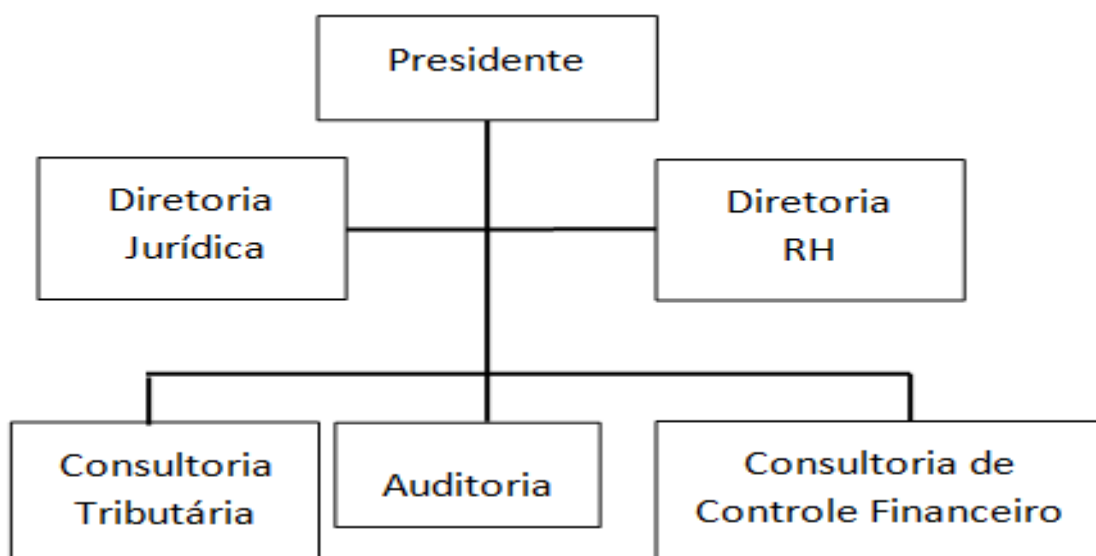 Presidente
Diretoria
Jurídica
Diretoria
RH
Consultoria
Tributária
Auditoria
Consultoria de
Controle Financeiro